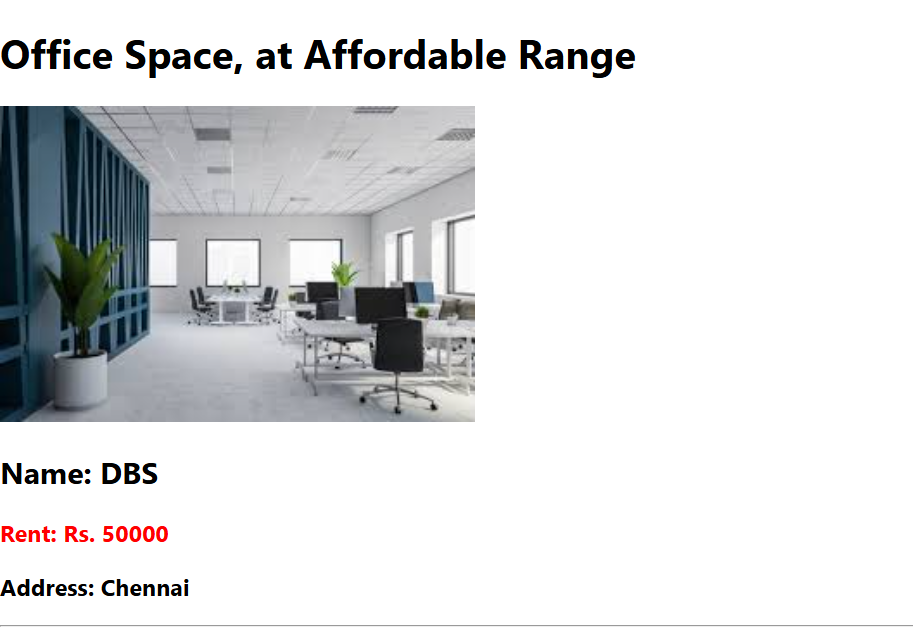 Office Space, at Affordable Range
Name: DBS
Rent: Rs. 50000
Address: Chennai